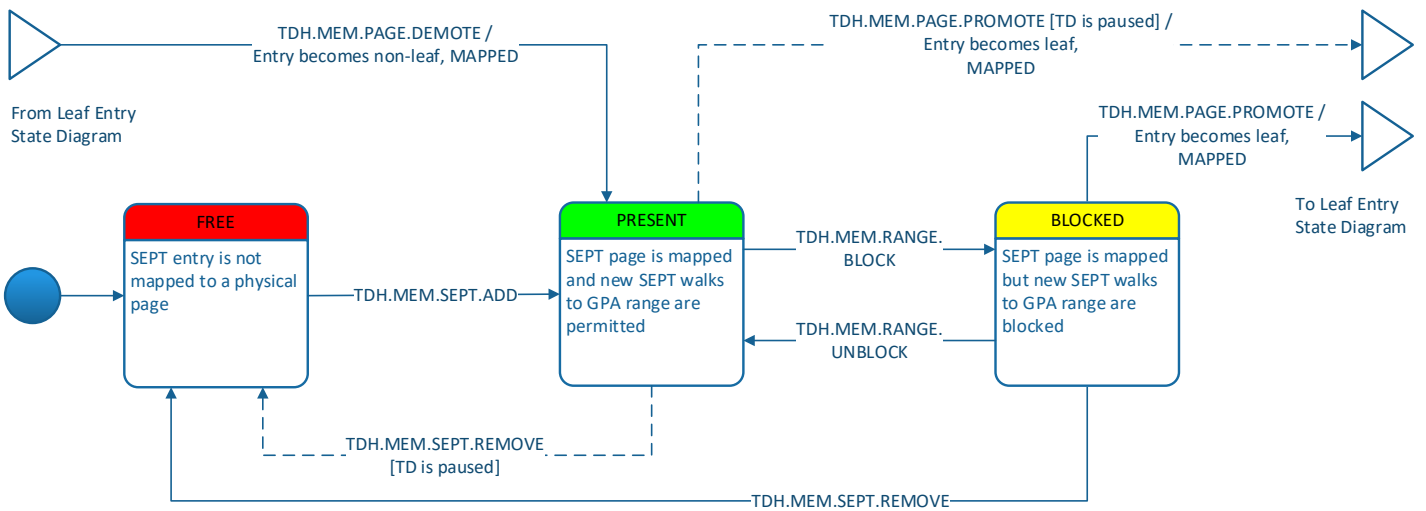 TDH.MEM.PAGE.DEMOTE /
Entry becomes non-leaf, MAPPED
TDH.MEM.PAGE.PROMOTE [TD is paused] /
Entry becomes leaf,
MAPPED
From Leaf Entry
State Diagram
TDH.MEM.PAGE.PROMOTE /
Entry becomes leaf,
MAPPED
To Leaf Entry
State Diagram
FREE
SEPT entry is not
mapped to a physical
page
TDH.MEM.SEPT.ADD
PRESENT
SEPT page is mapped
and new SEPT walks
to GPA range are
permitted
TDH.MEM.RANGE.
BLOCK
TDH.MEM.RANGE.
UNBLOCK
BLOCKED
SEPT page is mapped
but new SEPT walks
to GPA range are
blocked
TDH.MEM.SEPT.REMOVE
[TD is paused]
TDH.MEM.SEPT.REMOVE